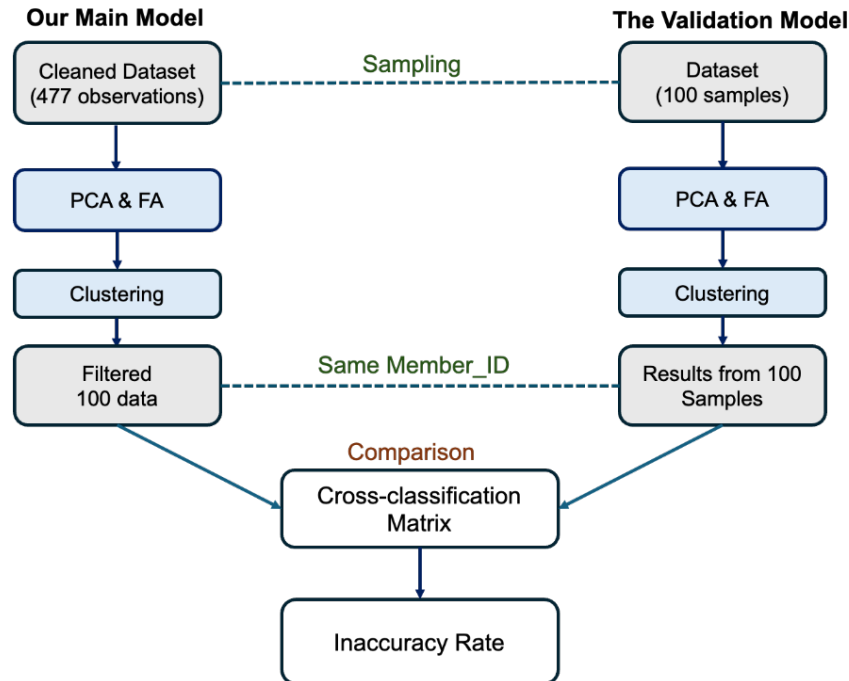 Our Main Model
The Validation Model
Cleaned Dataset
(477 observations)
Sampling
Dataset
(100 samples)
PCA & FA
PCA & FA
Clustering
Clustering
Filtered
100 data
Same Member_ID
Results from 100
Samples
Comparison
Cross-classification
Matrix
Inaccuracy Rate